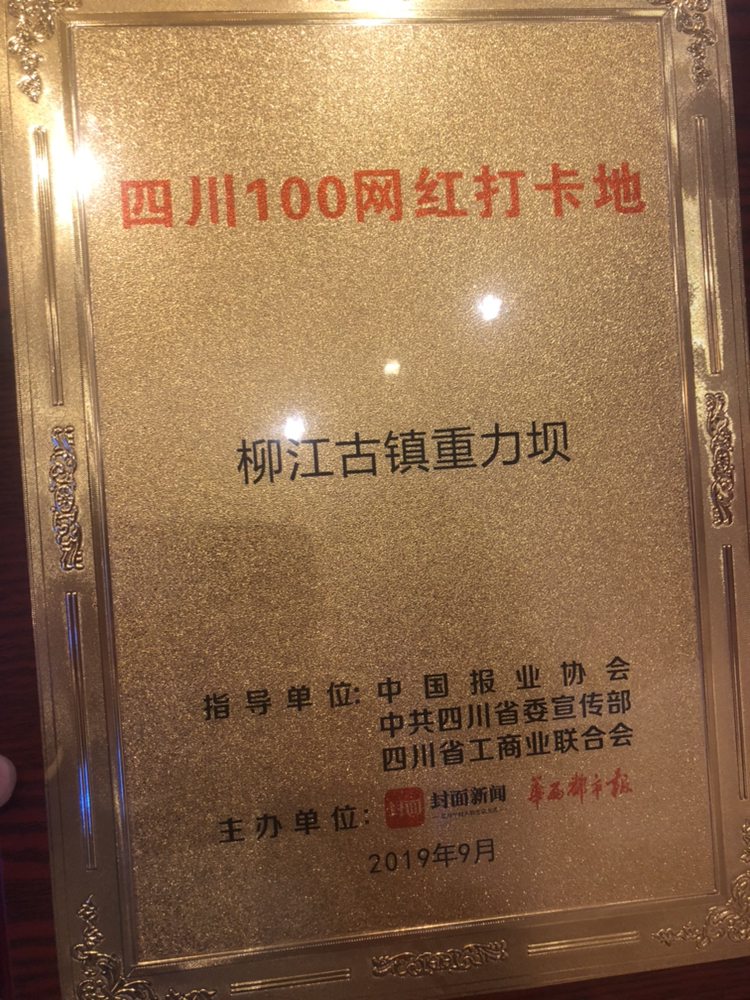 四川100网红打卡地
柳江古镇重力坝
指导单位: 中国报业协会
中共四川省委宣传部
四川省工商业联合会
主办单位: 封面 封面新闻 华西都市报
2019年9月